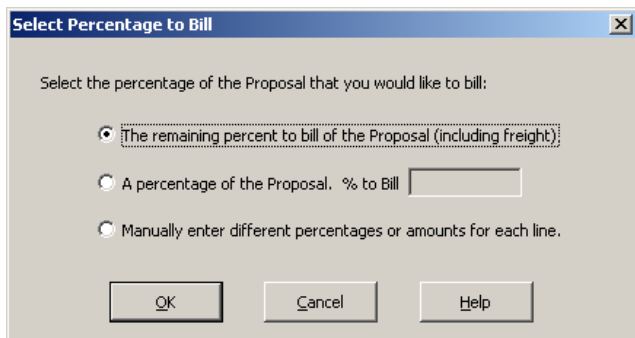 Select Percentage to Bill
Select the percentage of the Proposal that you would like to bill:
The remaining percent to bill of the Proposal (including freight)
A percentage of the Proposal. % to Bill
Manually enter different percentages or amounts for each line.
OK Cancel Help